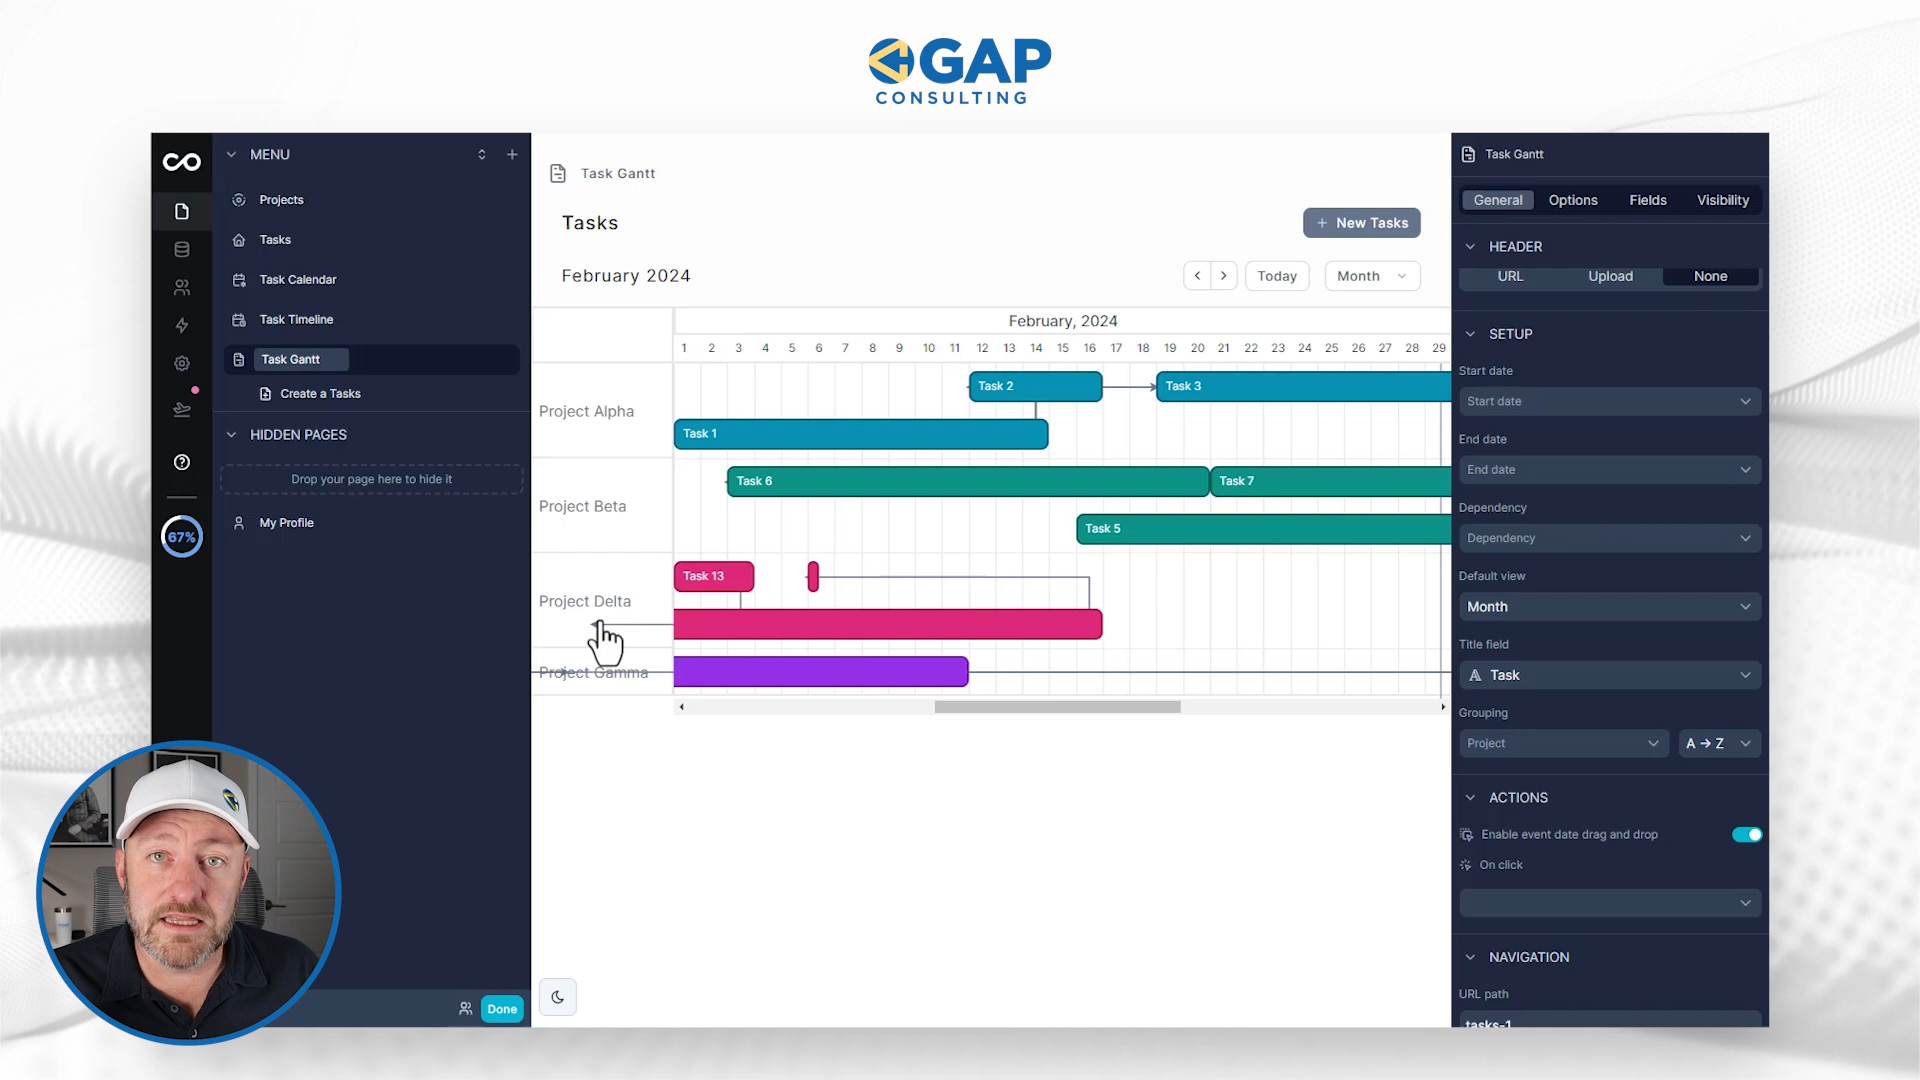 GAP
CONSULTING
MENU
Projects
Tasks
Task Calendar
Task Timeline
Task Gantt
Create a Tasks
HIDDEN PAGES
Drop your page here to hide it
My Profile
67%
Done
Task Gantt
Tasks
+ New Tasks
February 2024
Today
Month
February, 2024
1 2 3 4 5 6 7 8 9 10 11 12 13 14 15 16 17 18 19 20 21 22 23 24 25 26 27 28 29
Project Alpha
Task 2
Task 3
Task 1
Project Beta
Task 6
Task 7
Task 5
Project Delta
Task 13
Project Gamma
Task Gantt
General Options Fields Visibility
HEADER
URL Upload None
SETUP
Start date
Start date
End date
End date
Dependency
Dependency
Default view
Month
Title field
A Task
Grouping
Project
A → Z
ACTIONS
Enable event date drag and drop
On click
NAVIGATION
URL path
tasks-1